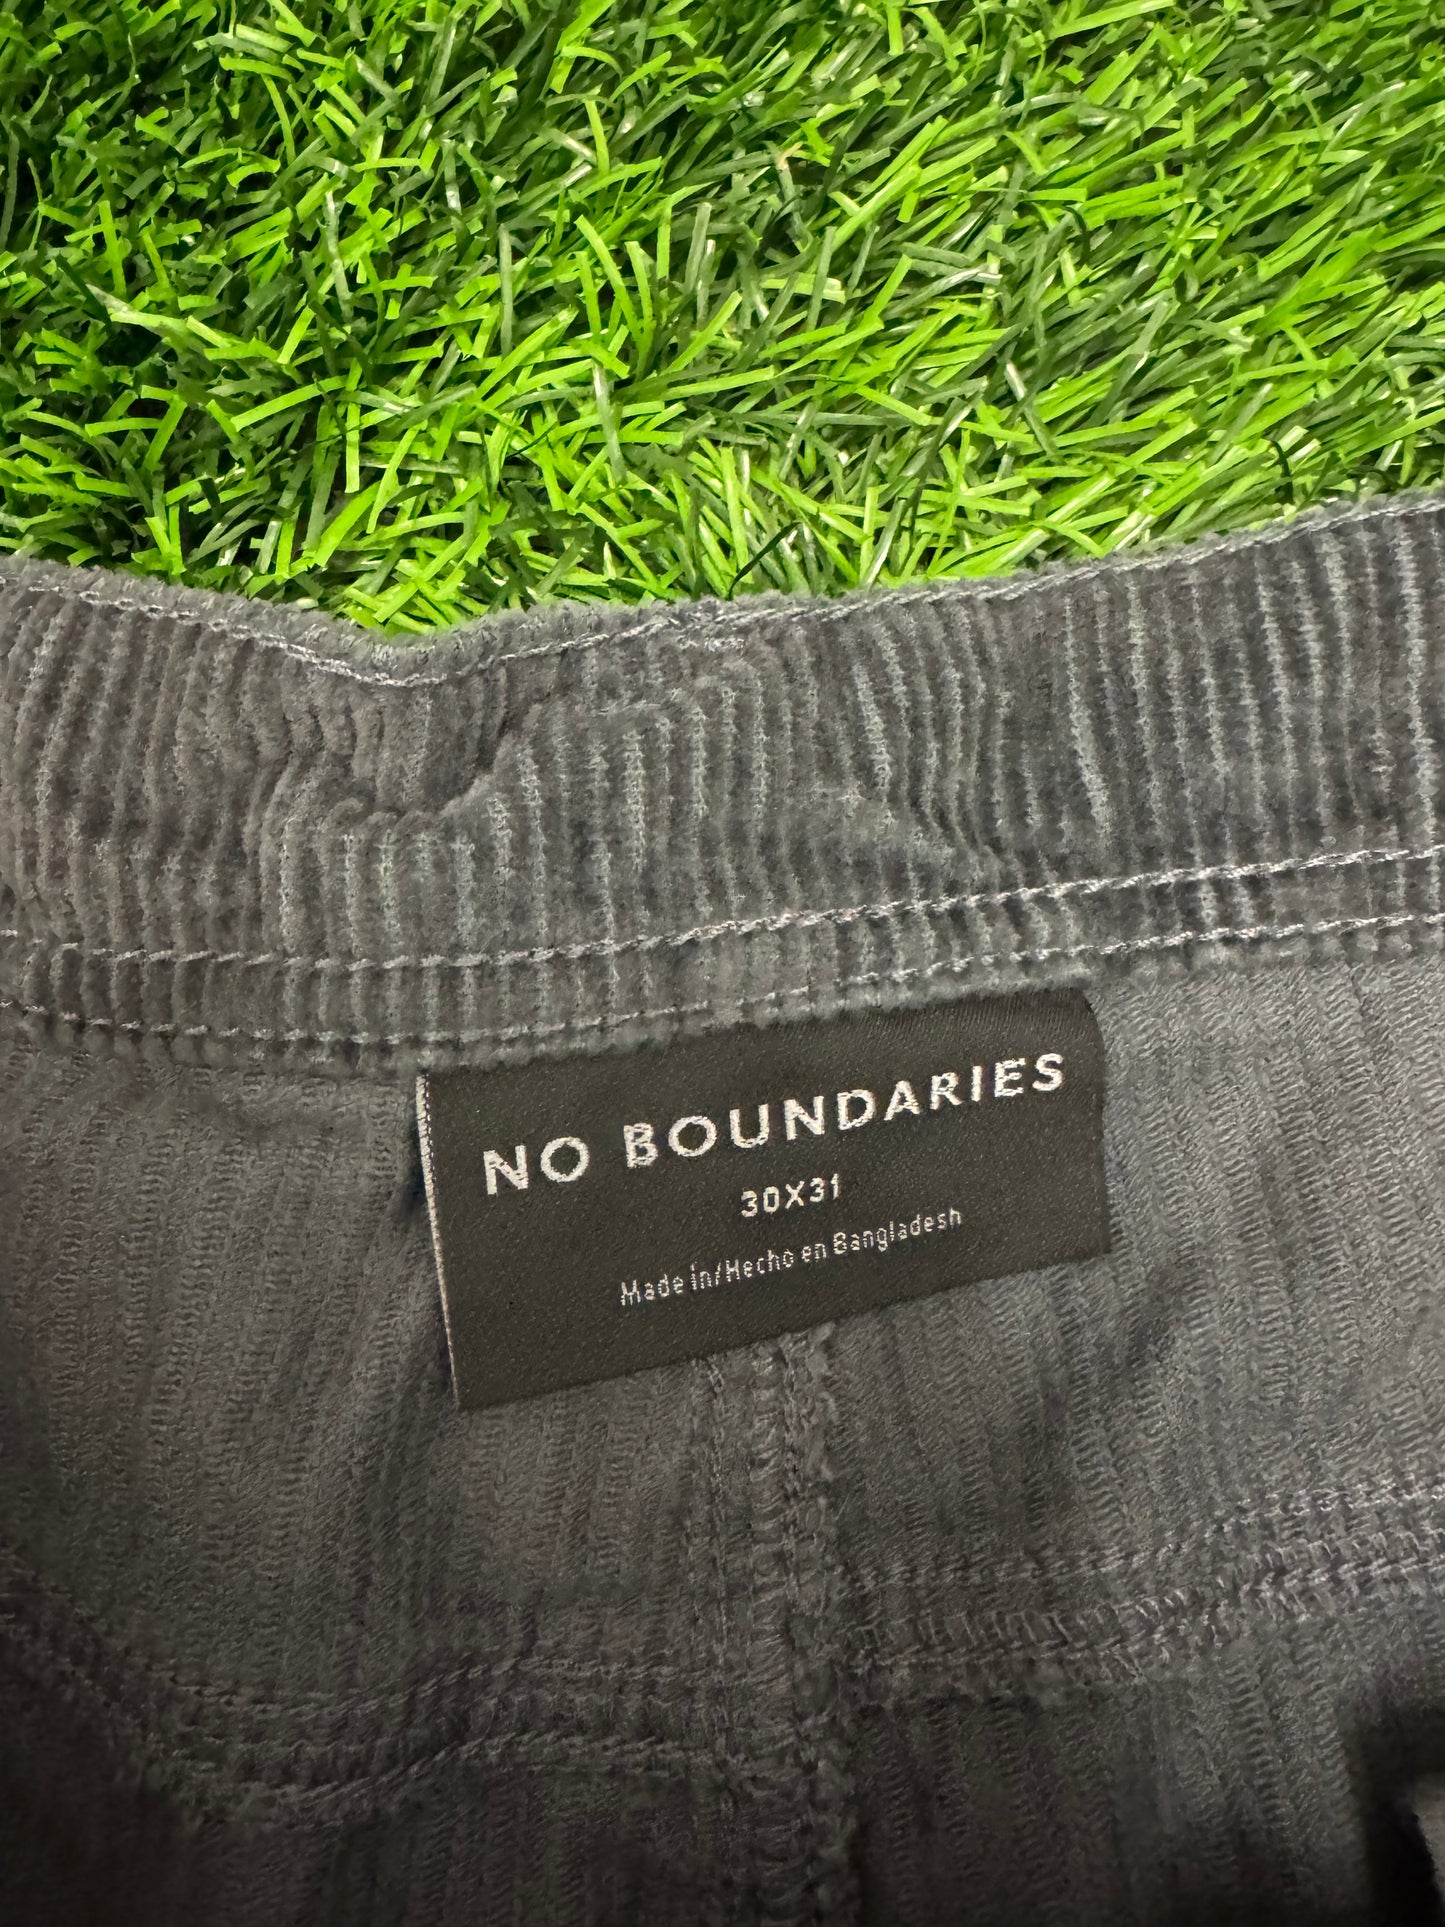 NO BOUNDARIES
30X31
Made in/Hecho en Bangladesh